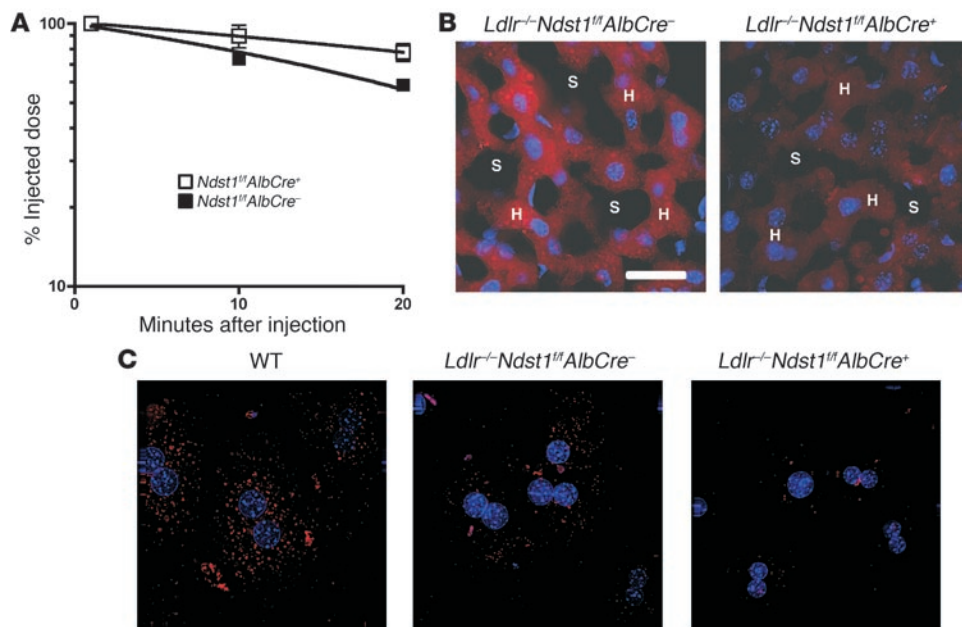 A
100
10
% Injected dose
Ndst1f/fAlbCre+
Ndst1f/fAlbCre−
0
10
20
Minutes after injection
B
Ldlr−/−Ndst1f/fAlbCre−
Ldlr−/−Ndst1f/fAlbCre+
S
H
H
S
S
S
H
H
S
H
H
C
WT
Ldlr−/−Ndst1f/fAlbCre−
Ldlr−/−Ndst1f/fAlbCre+